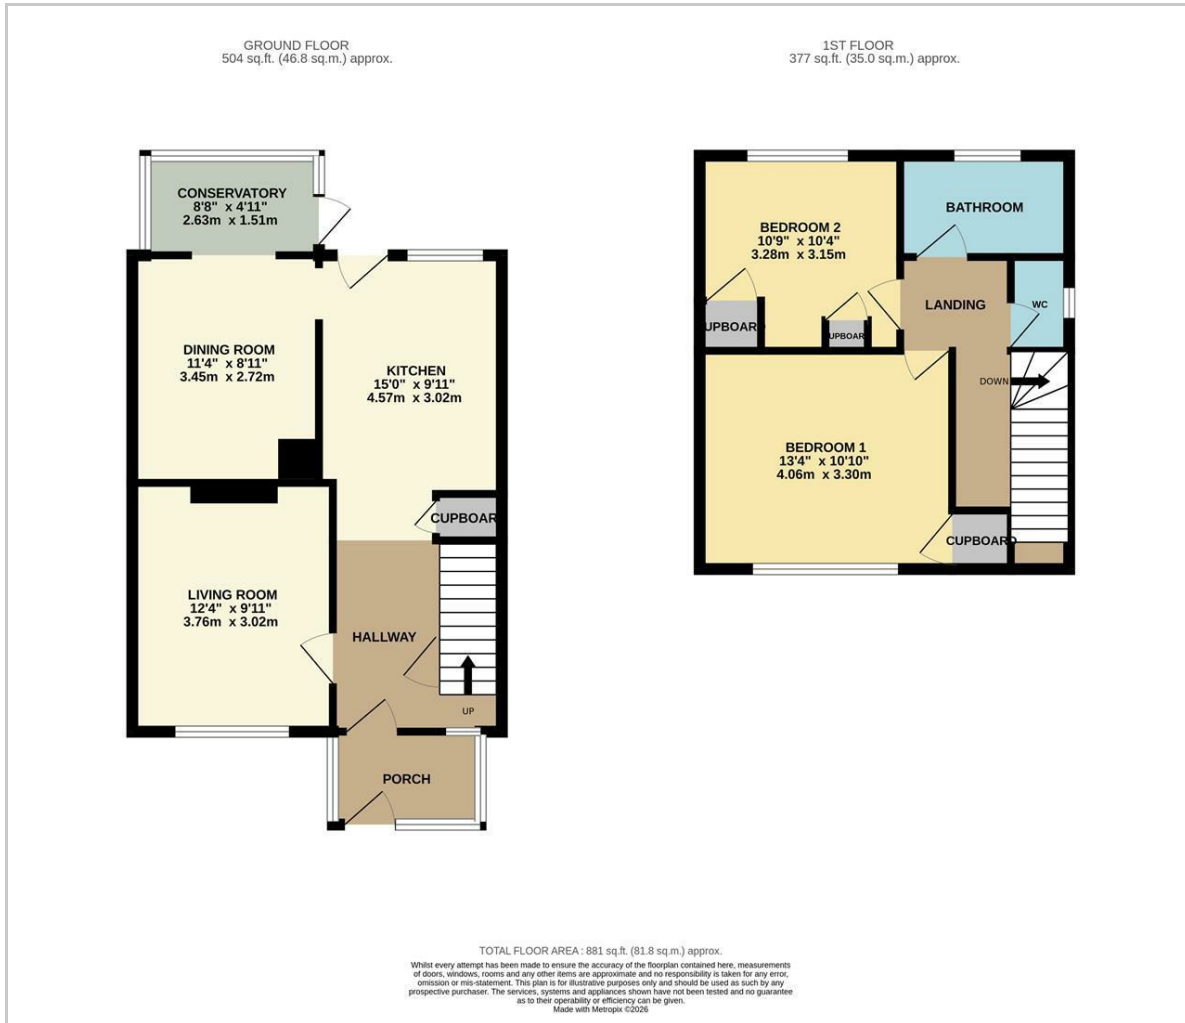 GROUND FLOOR
504 sq.ft. (46.8 sq.m.) approx.
CONSERVATORY
8'8" x 4'11"
2.63m x 1.51m
DINING ROOM
11'4" x 8'11"
3.45m x 2.72m
KITCHEN
15'0" x 9'11"
4.57m x 3.02m
CUPBOARD
LIVING ROOM
12'4" x 9'11"
3.76m x 3.02m
HALLWAY
UP
PORCH
1ST FLOOR
377 sq.ft. (35.0 sq.m.) approx.
BEDROOM 2
10'9" x 10'4"
3.28m x 3.15m
BATHROOM
LANDING
WC
CUPBOARD
CUPBOARD
DOWN
BEDROOM 1
13'4" x 10'10"
4.06m x 3.30m
CUPBOARD
TOTAL FLOOR AREA : 881 sq.ft. (81.8 sq.m.) approx.
Whilst every attempt has been made to ensure the accuracy of the floorplan contained here, measurements
of doors, windows, rooms and any other items are approximate and no responsibility is taken for any error,
omission or mis-statement. This plan is for illustrative purposes only and should be used as such by any
prospective purchaser. The services, systems and appliances shown have not been tested and no guarantee
as to their operability or efficiency can be given.
Made with Metropix ©2026